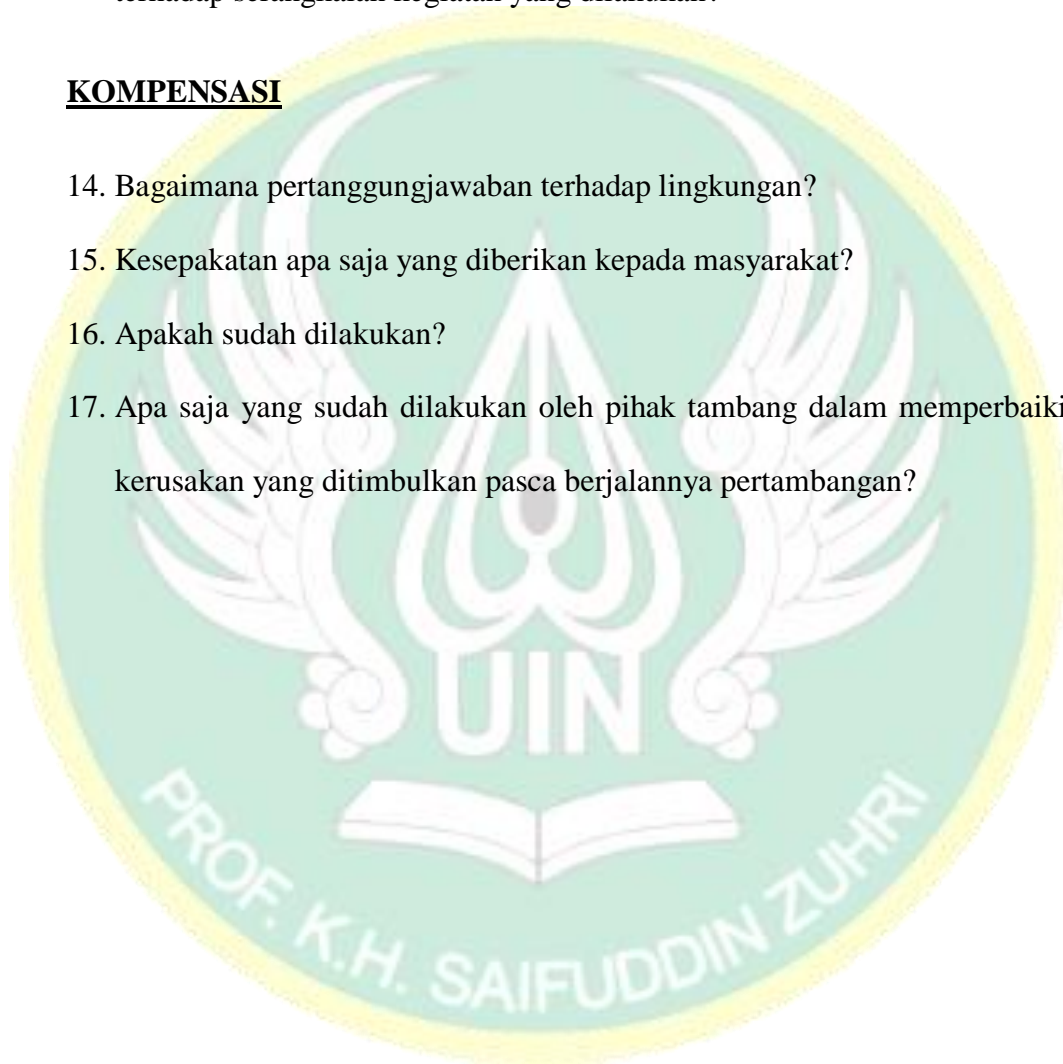 KOMPENSASI
14. Bagaimana pertanggungjawaban terhadap lingkungan?
15. Kesepakatan apa saja yang diberikan kepada masyarakat?
16. Apakah sudah dilakukan?
17. Apa saja yang sudah dilakukan oleh pihak tambang dalam memperbaiki
kerusakan yang ditimbulkan pasca berjalannya pertambangan?
UIN
PROF. K.H. SAIFUDDIN ZUHRI